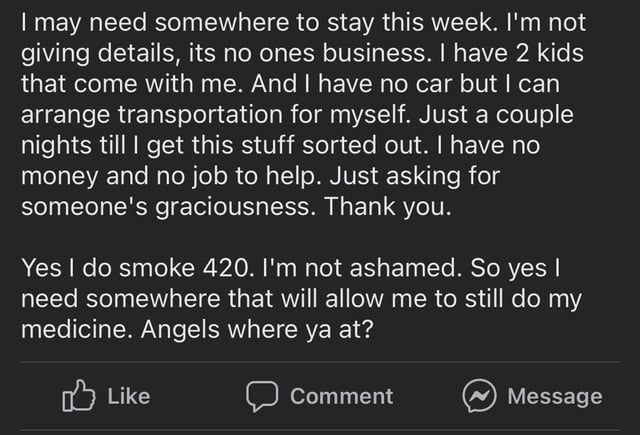 I may need somewhere to stay this week. I'm not
giving details, its no ones business. I have 2 kids
that come with me. And I have no car but I can
arrange transportation for myself. Just a couple
nights till I get this stuff sorted out. I have no
money and no job to help. Just asking for
someone's graciousness. Thank you.
Yes I do smoke 420. I'm not ashamed. So yes I
need somewhere that will allow me to still do my
medicine. Angels where ya at?
Like Comment Message